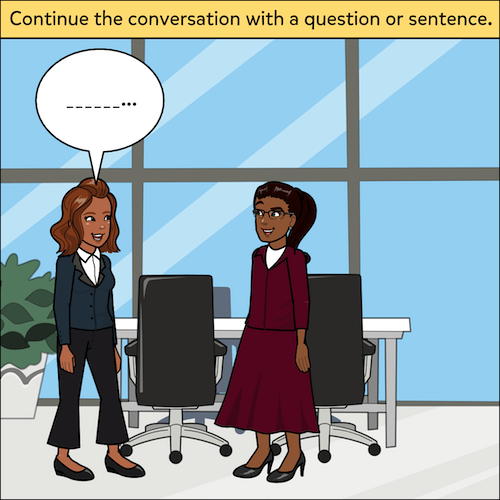 Continue the conversation with a question or sentence.
______...